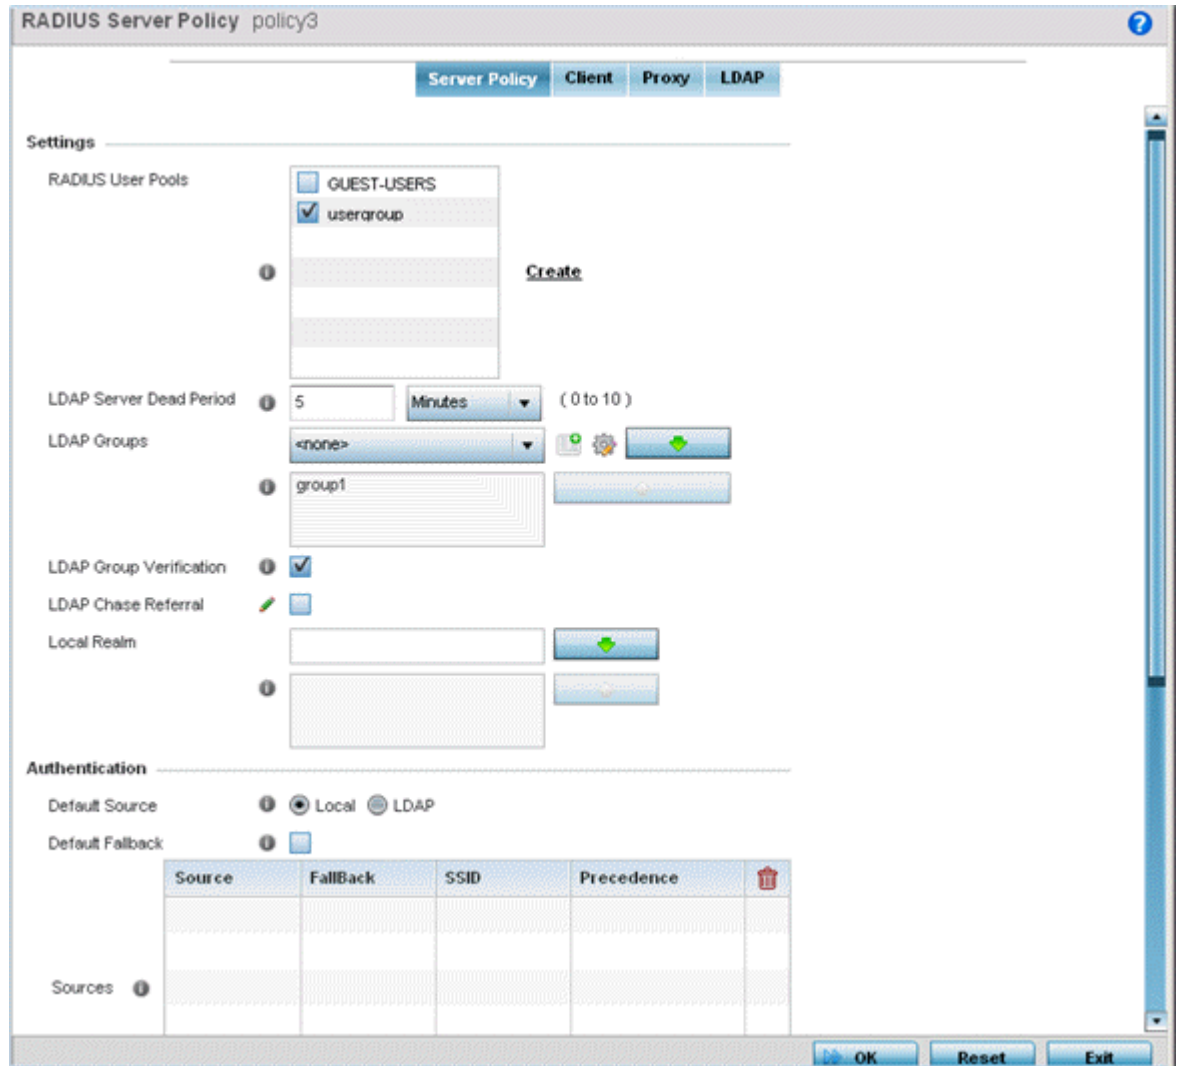 RADIUS Server Policy policy3
Server Policy Client Proxy LDAP
Settings
RADIUS User Pools
GUEST-USERS
usergroup
Create
LDAP Server Dead Period 5 Minutes ( 0 to 10 )
LDAP Groups <none>
group1
LDAP Group Verification
LDAP Chase Referral
Local Realm
Authentication
Default Source Local LDAP
Default Fallback
Source FallBack SSID Precedence
Sources
OK Reset Exit